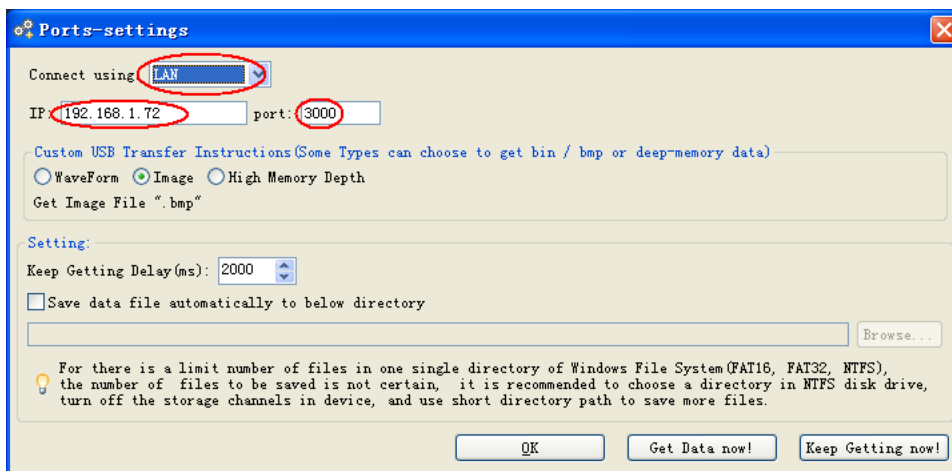 Ports-settings
Connect using: LAN
IP: 192.168.1.72 port: 3000
Custom USB Transfer Instructions(Some Types can choose to get bin / bmp or deep-memory data)
WaveForm Image High Memory Depth
Get Image File ".bmp"
Setting:
Keep Getting Delay(ms): 2000
Save data file automatically to below directory
Browse...
For there is a limit number of files in one single directory of Windows File System(FAT16, FAT32, NTFS),
the number of files to be saved is not certain, it is recommended to choose a directory in NTFS disk drive,
turn off the storage channels in device, and use short directory path to save more files.
OK Get Data now! Keep Getting now!